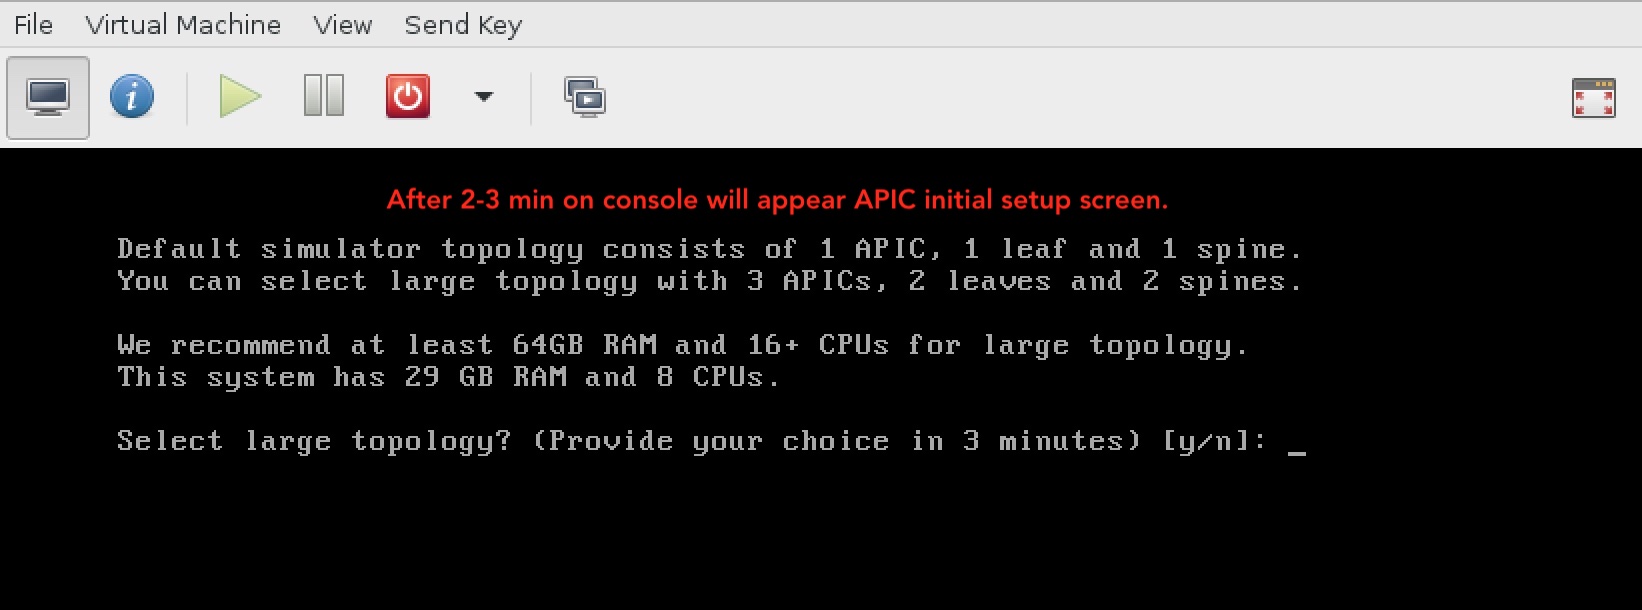 File Virtual Machine View Send Key
After 2-3 min on console will appear APIC initial setup screen.
Default simulator topology consists of 1 APIC, 1 leaf and 1 spine.
You can select large topology with 3 APICs, 2 leaves and 2 spines.
We recommend at least 64GB RAM and 16+ CPUs for large topology.
This system has 29 GB RAM and 8 CPUs.
Select large topology? (Provide your choice in 3 minutes) [y/n]: _